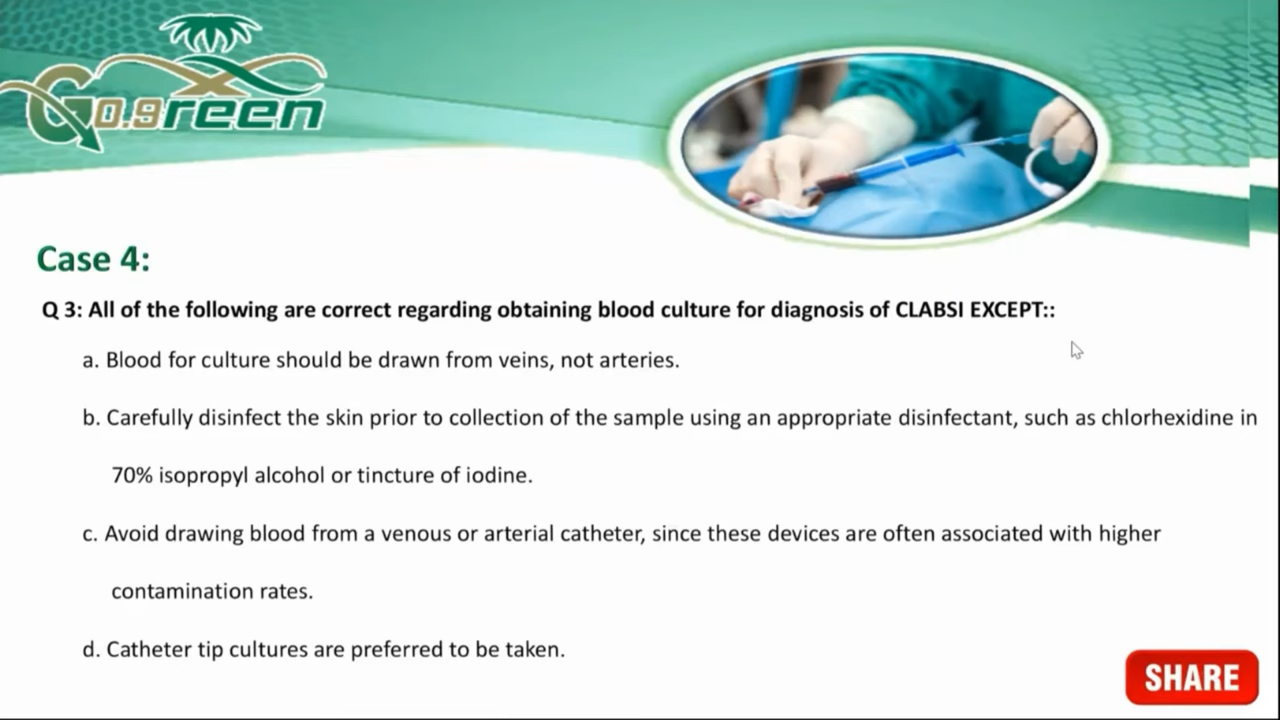 Go.green
Case 4:
Q 3: All of the following are correct regarding obtaining blood culture for diagnosis of CLABSI EXCEPT::
a. Blood for culture should be drawn from veins, not arteries.
b. Carefully disinfect the skin prior to collection of the sample using an appropriate disinfectant, such as chlorhexidine in
70% isopropyl alcohol or tincture of iodine.
c. Avoid drawing blood from a venous or arterial catheter, since these devices are often associated with higher
contamination rates.
d. Catheter tip cultures are preferred to be taken.
SHARE